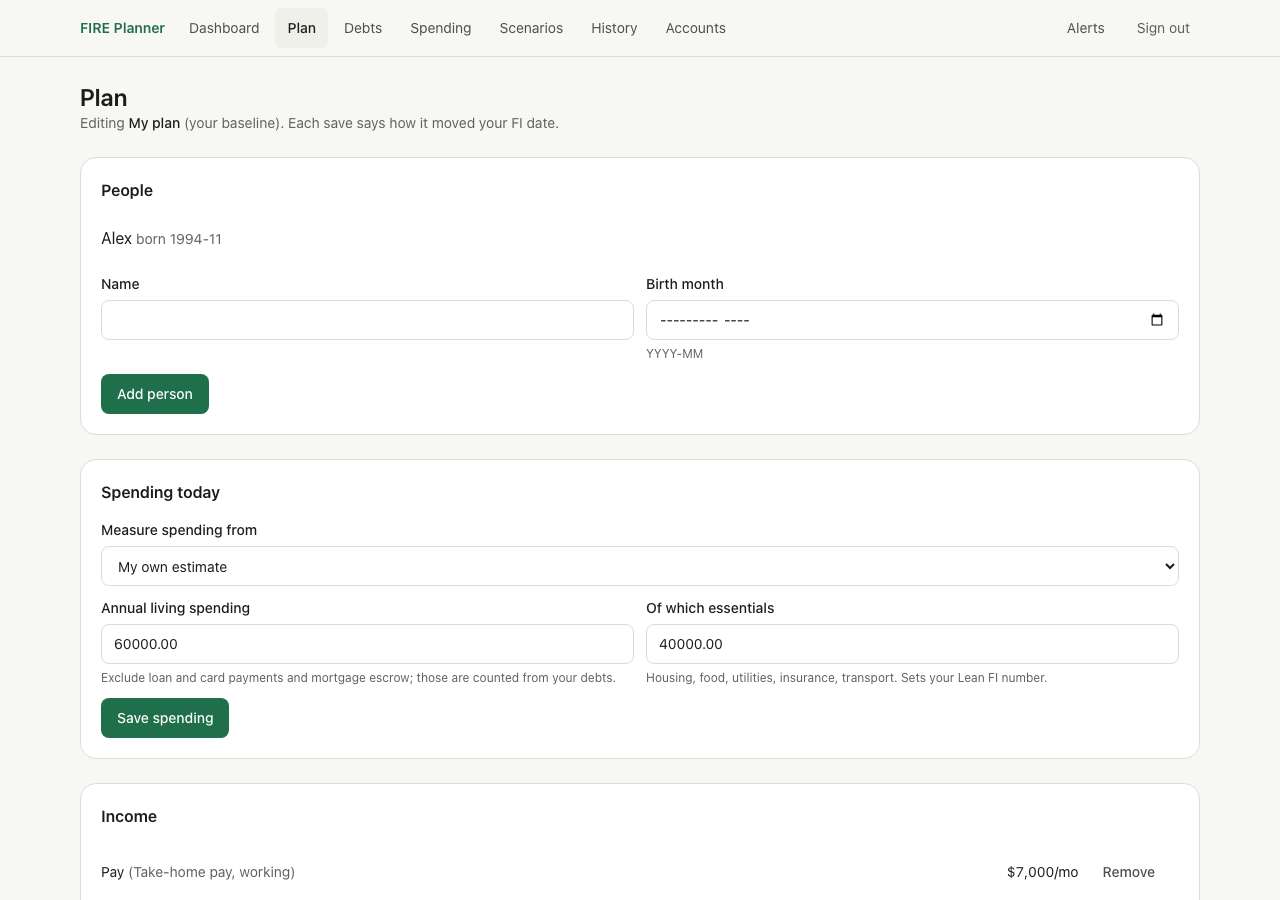 FIRE Planner Dashboard Plan Debts Spending Scenarios History Accounts Alerts Sign out
Plan
Editing My plan (your baseline). Each save says how it moved your FI date.
People
Alex born 1994-11
Name Birth month
--------- ----
YYYY-MM
Add person
Spending today
Measure spending from
My own estimate
Annual living spending Of which essentials
60000.00 40000.00
Exclude loan and card payments and mortgage escrow; those are counted from your debts. Housing, food, utilities, insurance, transport. Sets your Lean FI number.
Save spending
Income
Pay (Take-home pay, working) $7,000/mo Remove